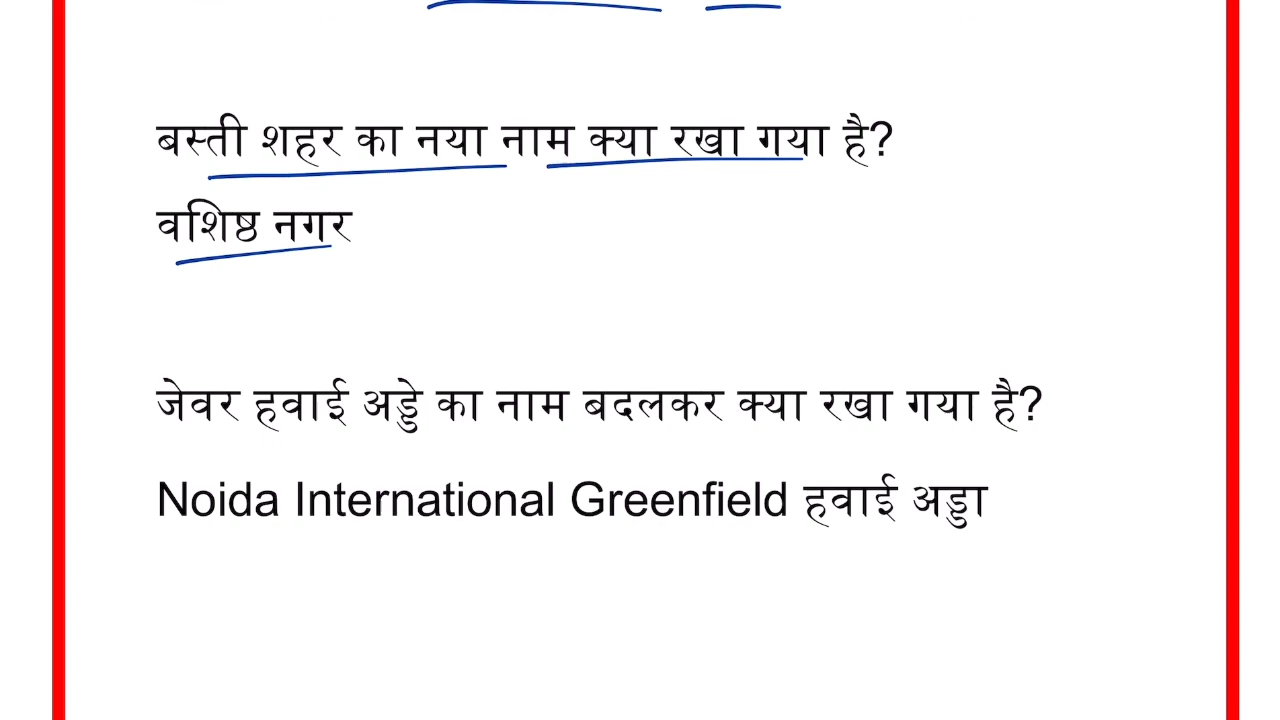 बस्ती शहर का नया नाम क्या रखा गया है?
वशिष्ठ नगर
जेवर हवाई अड्डे का नाम बदलकर क्या रखा गया है?
Noida International Greenfield हवाई अड्डा